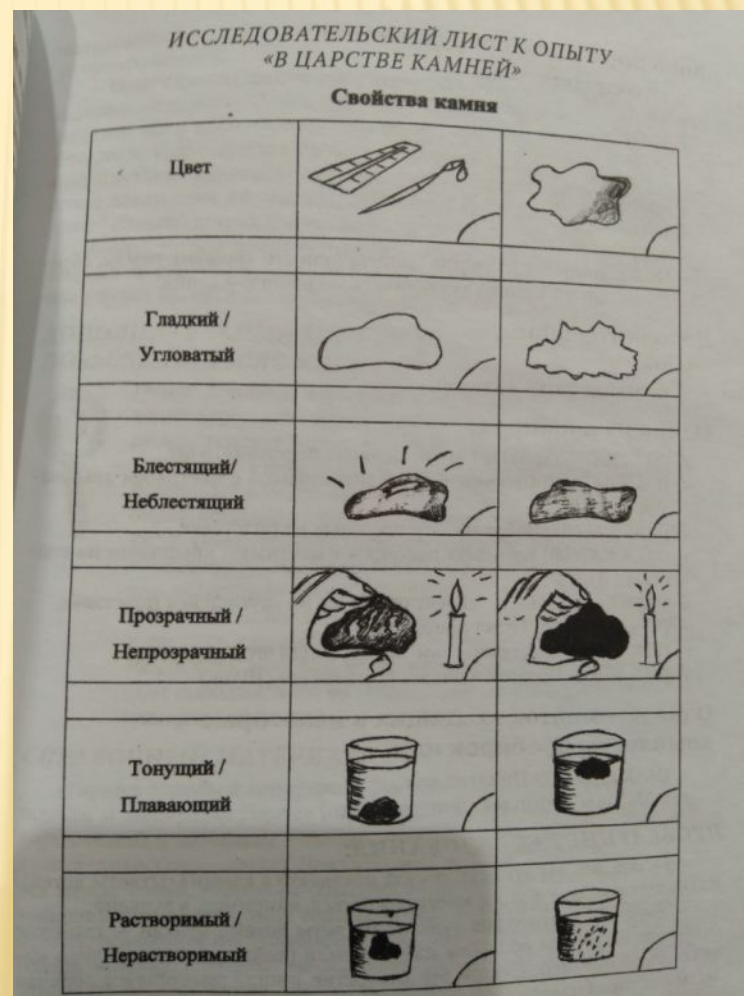 ИССЛЕДОВАТЕЛЬСКИЙ ЛИСТ К ОПЫТУ
«В ЦАРСТВЕ КАМНЕЙ»
Свойства камня
Цвет
Гладкий /
Угловатый
Блестящий/
Неблестящий
Прозрачный /
Непрозрачный
Тонущий /
Плавающий
Растворимый /
Нерастворимый